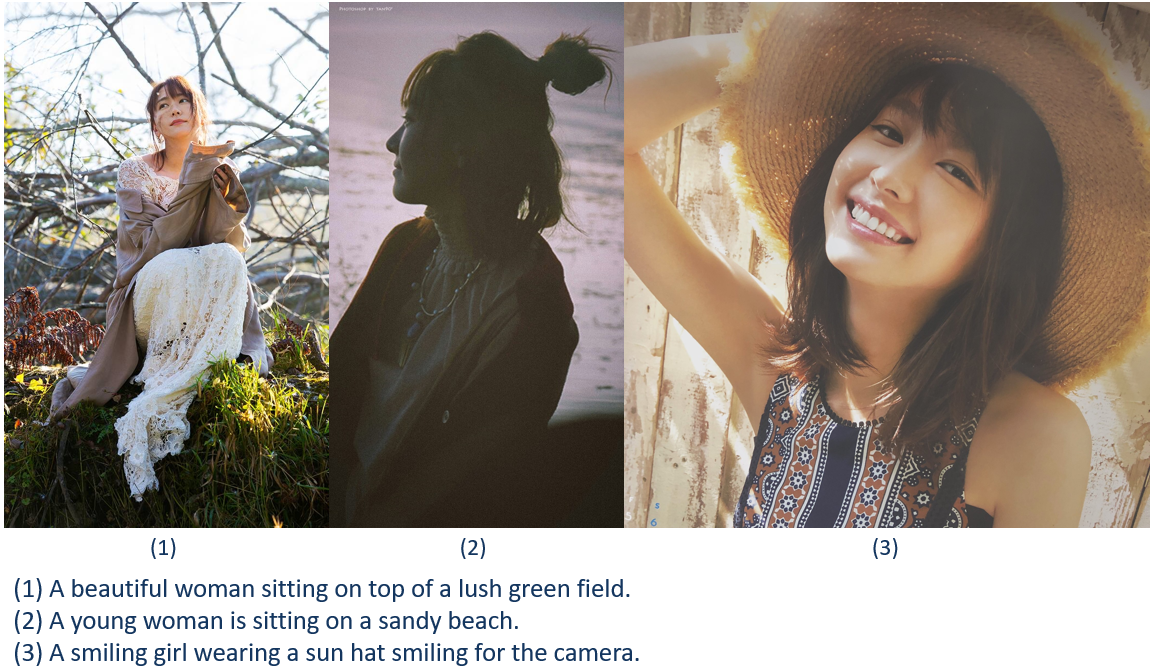 (1)
(2)
(3)
(1) A beautiful woman sitting on top of a lush green field.
(2) A young woman is sitting on a sandy beach.
(3) A smiling girl wearing a sun hat smiling for the camera.